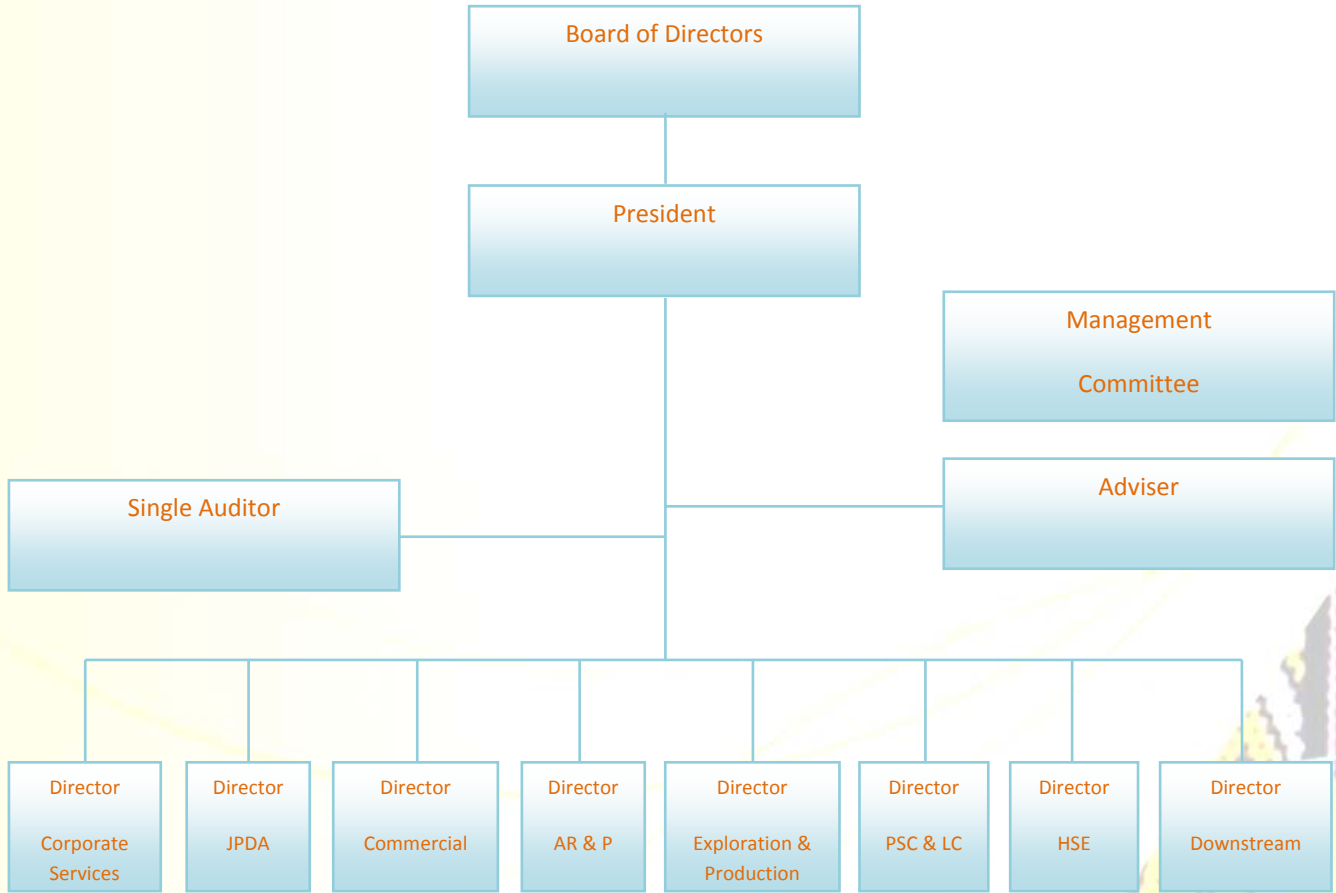 Board of Directors
President
Management
Committee
Adviser
Single Auditor
Director
Corporate
Services
Director
JPDA
Director
Commercial
Director
AR & P
Director
Exploration &
Production
Director
PSC & LC
Director
HSE
Director
Downstream